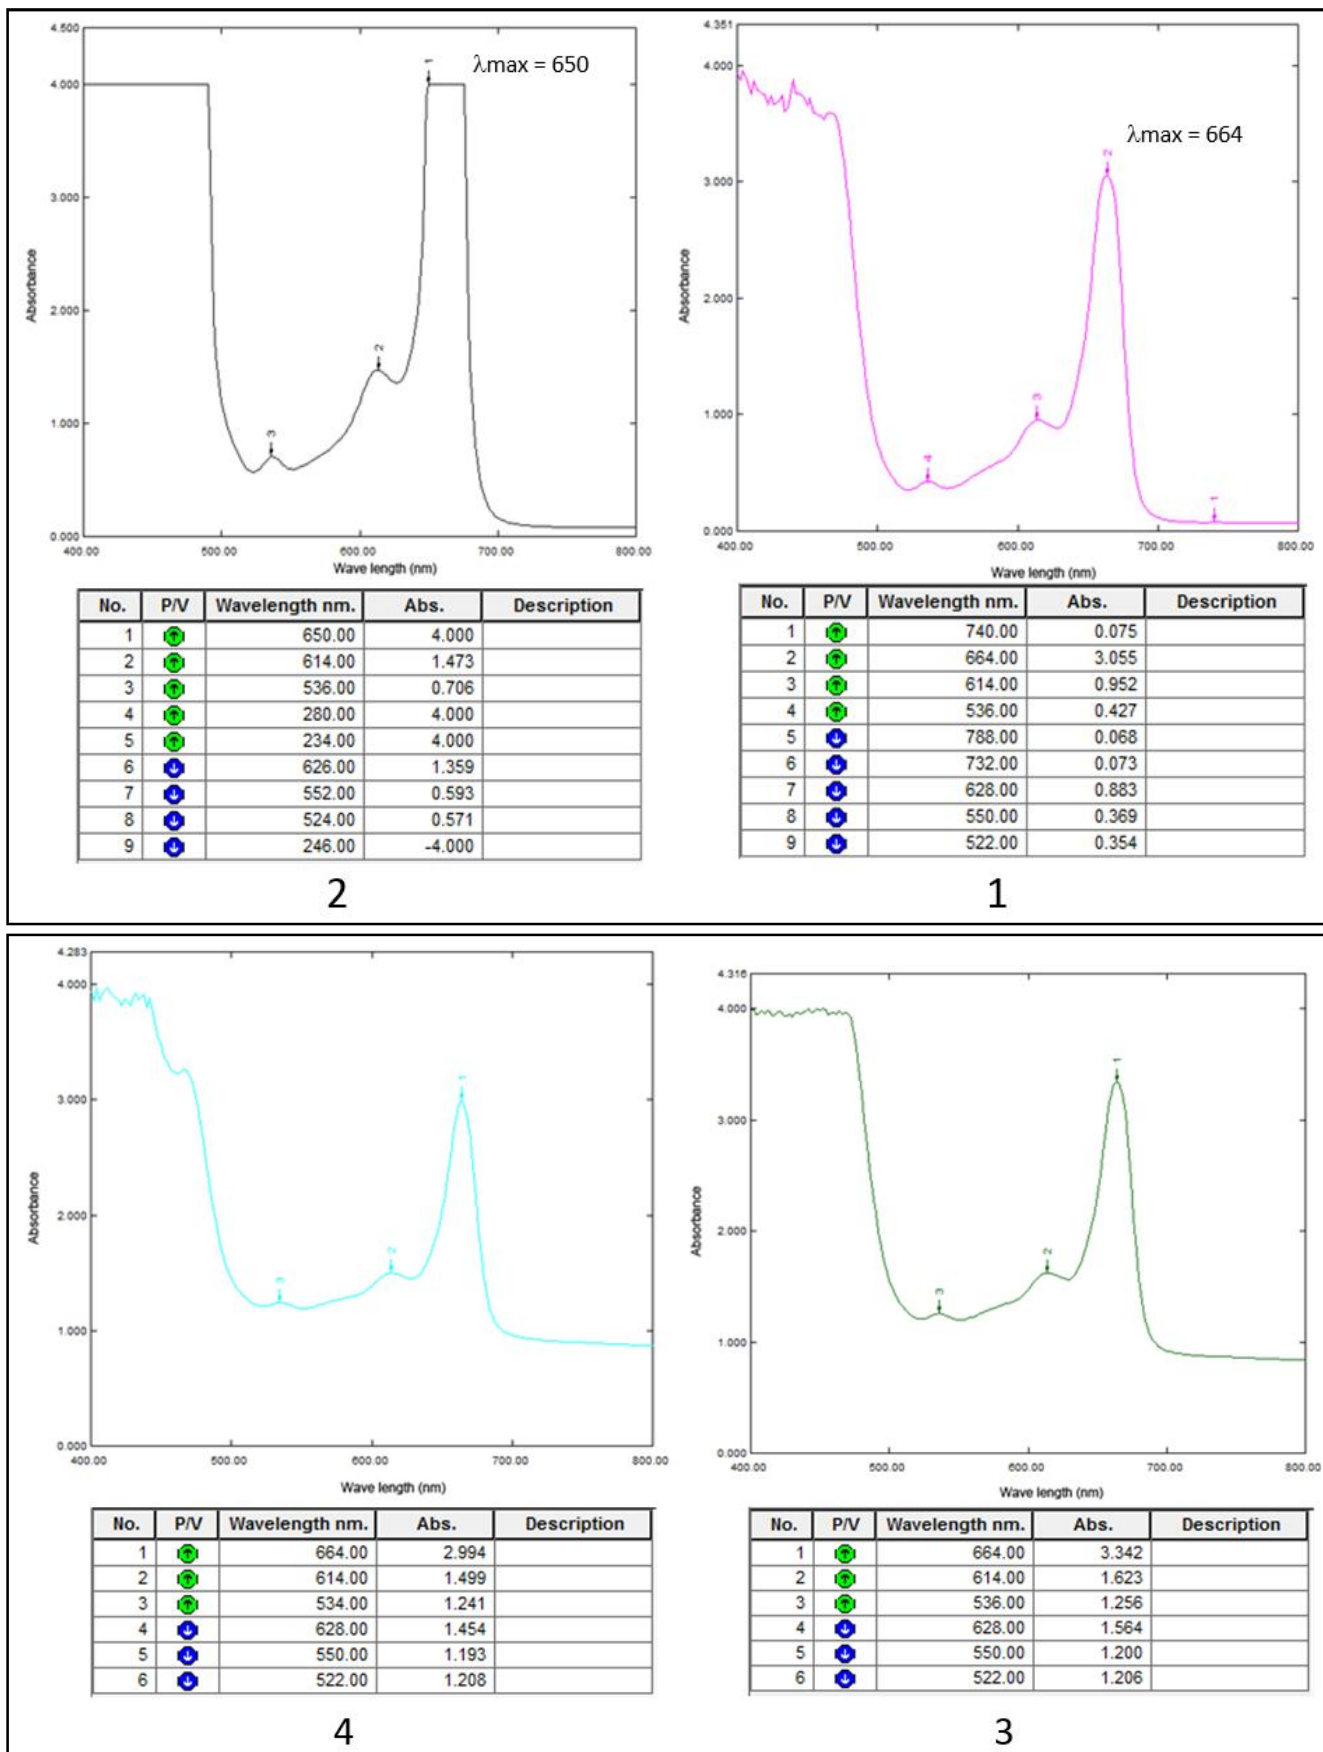 4.500
4.000
3.000
2.000
1.000
0.000
Absorbance
λmax = 650
1
2
3
400.00 500.00 600.00 700.00 800.00
Wave length (nm)
No. P/V Wavelength nm. Abs. Description
1 650.00 4.000
2 614.00 1.473
3 536.00 0.706
4 280.00 4.000
5 234.00 4.000
6 626.00 1.359
7 552.00 0.593
8 524.00 0.571
9 246.00 -4.000
2
4.351
4.000
3.000
2.000
1.000
0.000
Absorbance
λmax = 664
2
3
4
1
400.00 500.00 600.00 700.00 800.00
Wave length (nm)
No. P/V Wavelength nm. Abs. Description
1 740.00 0.075
2 664.00 3.055
3 614.00 0.952
4 536.00 0.427
5 788.00 0.068
6 732.00 0.073
7 628.00 0.883
8 550.00 0.369
9 522.00 0.354
1
4.283
4.000
3.000
2.000
1.000
0.000
Absorbance
1
2
3
400.00 500.00 600.00 700.00 800.00
Wave length (nm)
No. P/V Wavelength nm. Abs. Description
1 664.00 2.994
2 614.00 1.499
3 534.00 1.241
4 628.00 1.454
5 550.00 1.193
6 522.00 1.208
4
4.316
4.000
3.000
2.000
1.000
0.000
Absorbance
1
2
3
400.00 500.00 600.00 700.00 800.00
Wave length (nm)
No. P/V Wavelength nm. Abs. Description
1 664.00 3.342
2 614.00 1.623
3 536.00 1.256
4 628.00 1.564
5 550.00 1.200
6 522.00 1.206
3